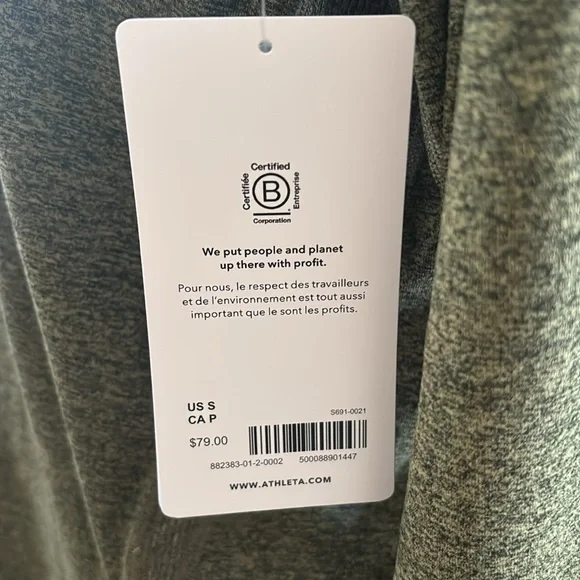 Certified
Certifiée
B
Entreprise
Corporation
We put people and planet
up there with profit.
Pour nous, le respect des travailleurs
et de l'environnement est tout aussi
important que le sont les profits.
US S
CA P
S691-0021
$79.00
882383-01-2-0002 500088901447
WWW.ATHLETA.COM